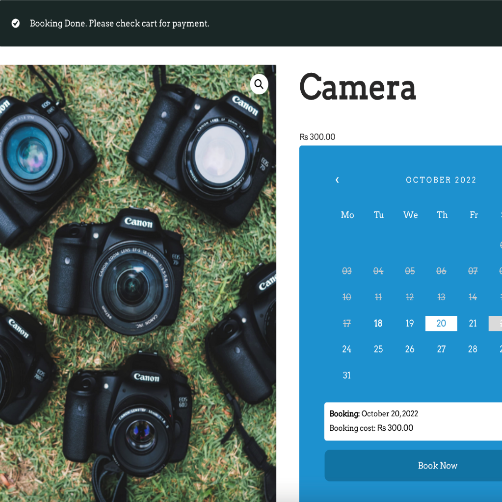 Booking Done. Please check cart for payment.
Camera
Rs 300.00
‹ OCTOBER 2022
Mo Tu We Th Fr
03 04 05 06 07
10 11 12 13 14
17 18 19 20 21
24 25 26 27 28
31
Booking: October 20,2022
Booking cost: Rs 300.00
Book Now
Canon
Canon
Canon
Canon